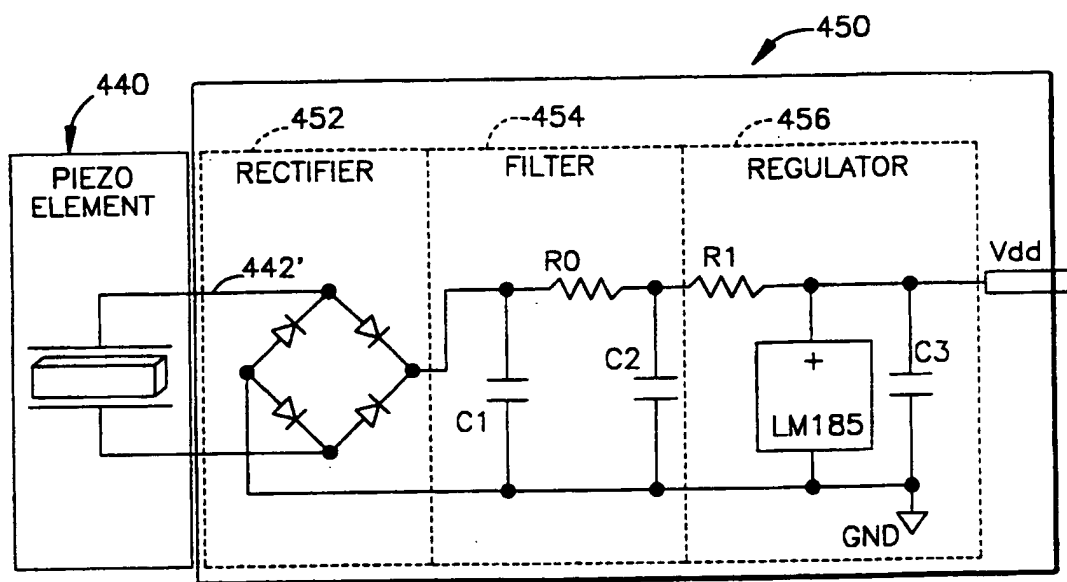 450
440
452
454
456
PIEZO
ELEMENT
RECTIFIER
FILTER
REGULATOR
442'
R0
R1
Vdd
C1
C2
+
LM185
C3
GND